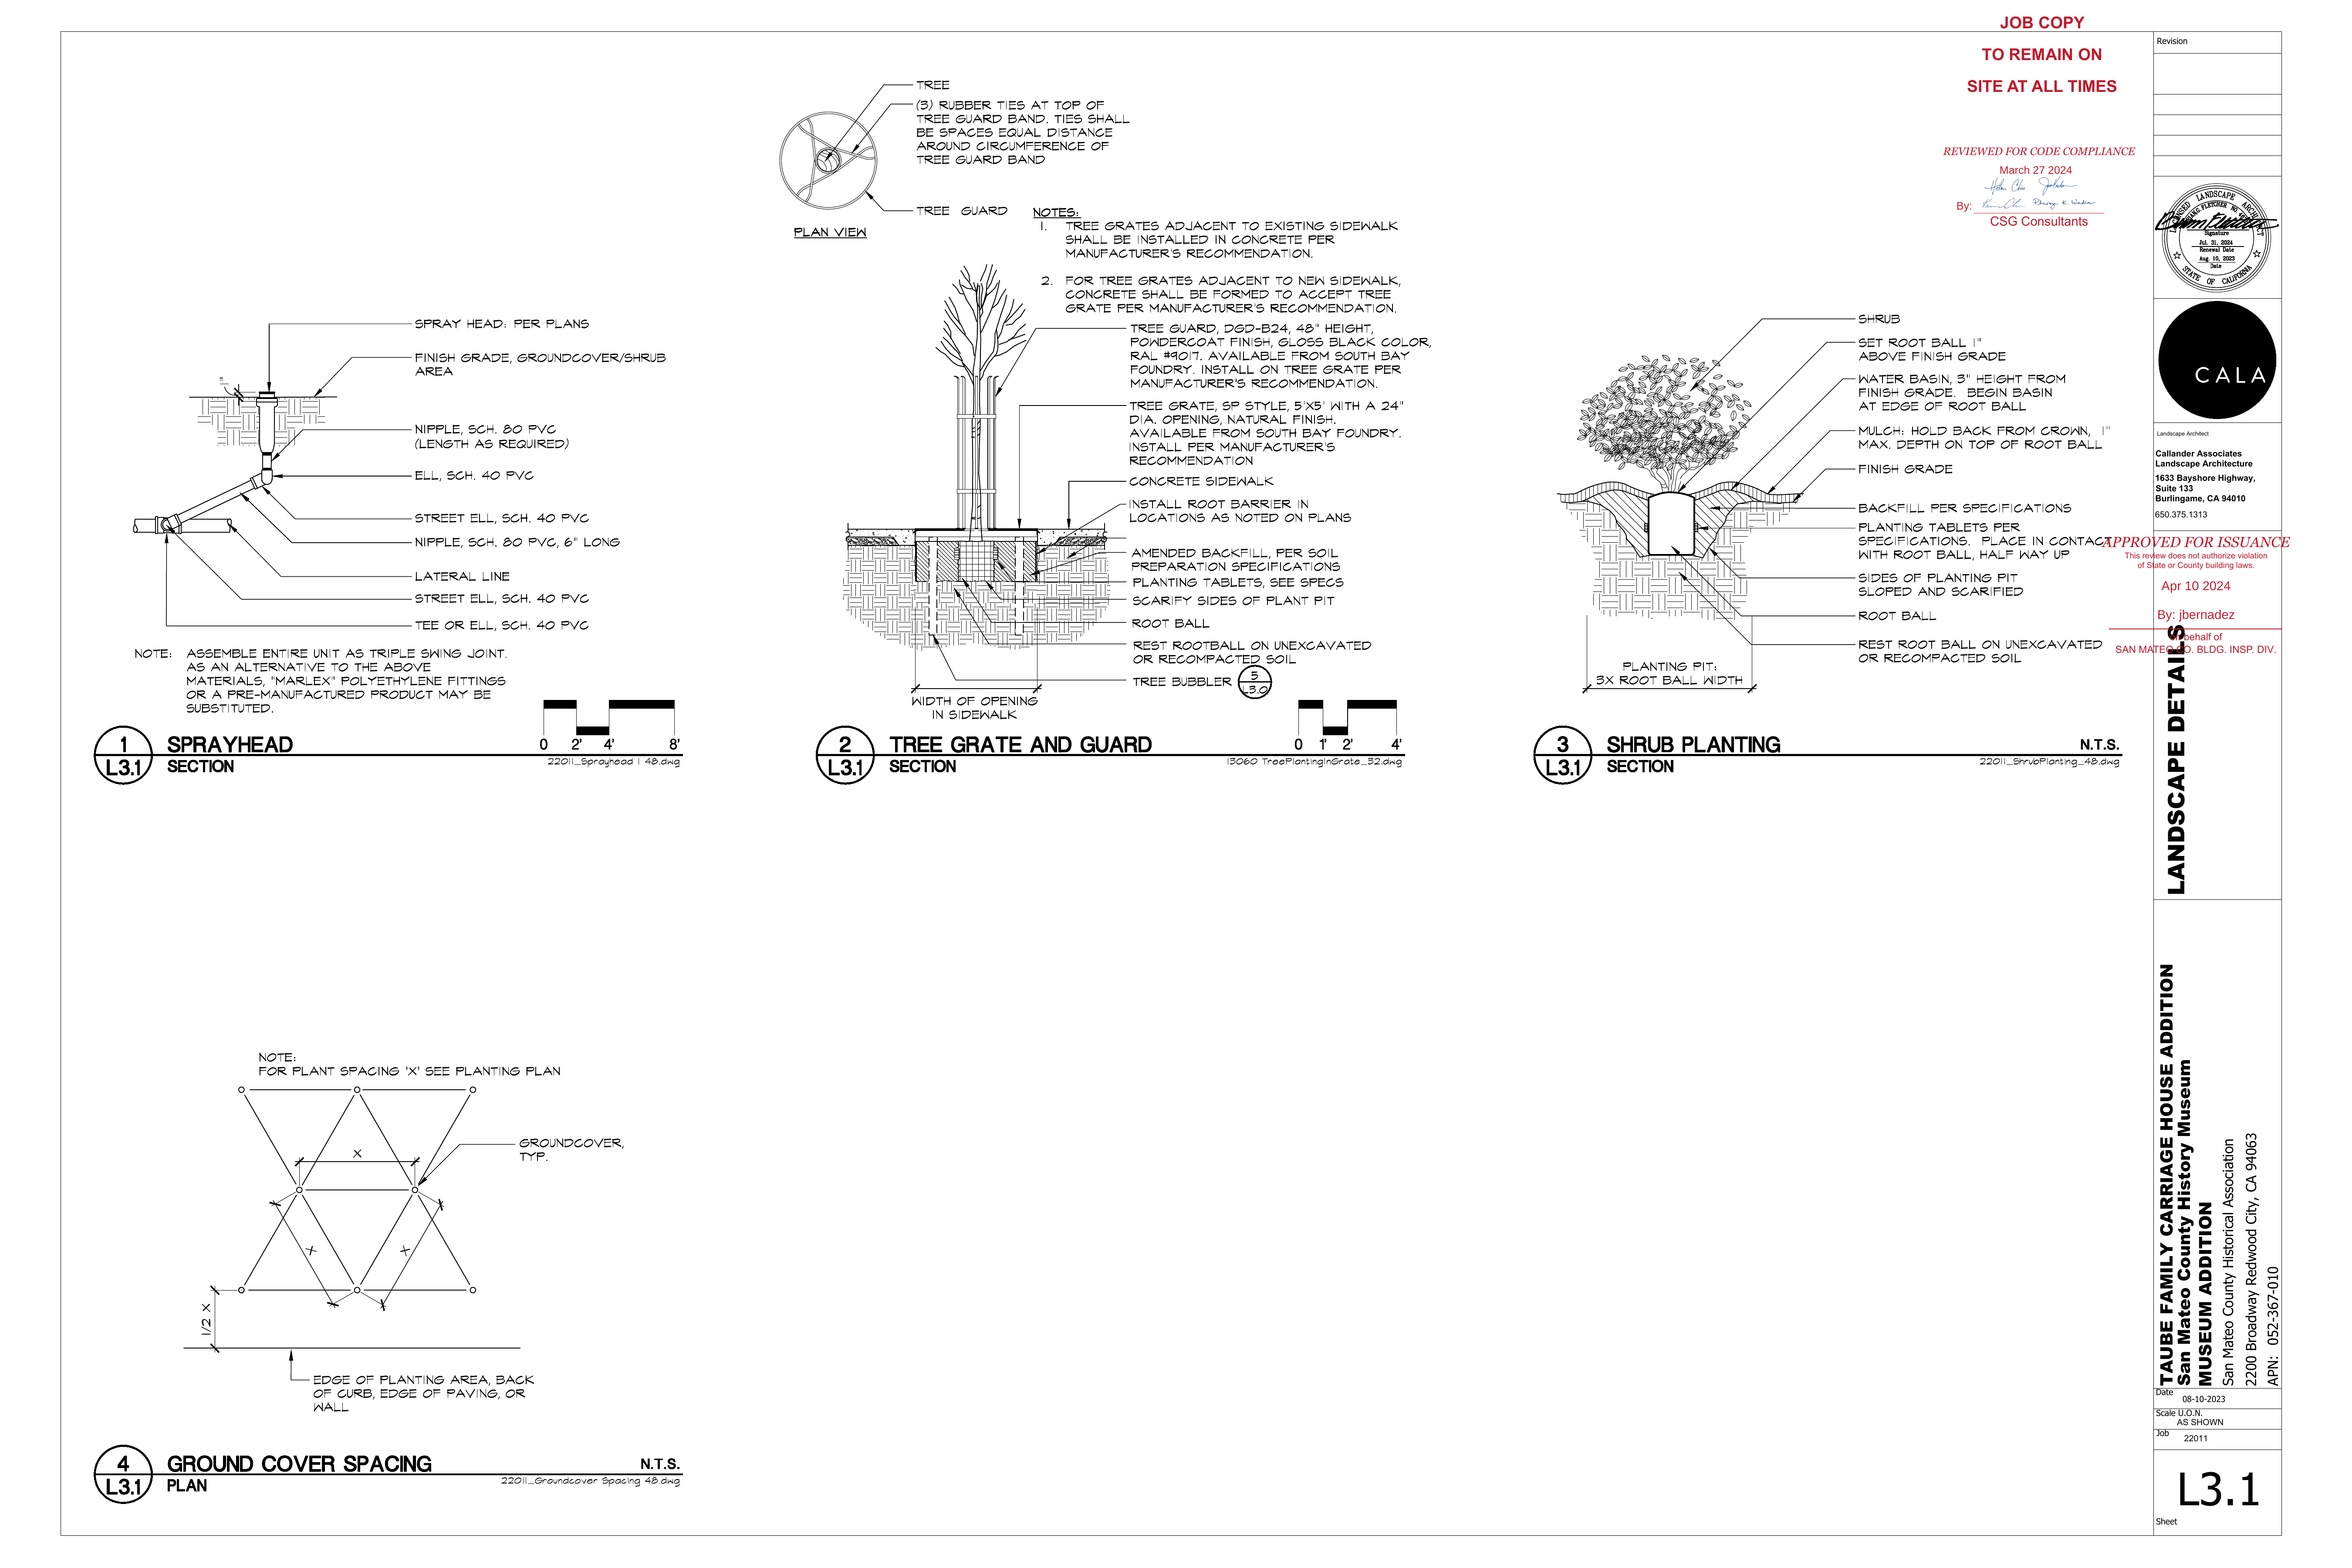 JOB COPY
TO REMAIN ON
SITE AT ALL TIMES
REVIEWED FOR CODE COMPLIANCE
March 27 2024
By:
CSG Consultants
TREE
(3) RUBBER TIES AT TOP OF
TREE GUARD BAND. TIES SHALL
BE SPACES EQUAL DISTANCE
AROUND CIRCUMFERENCE OF
TREE GUARD BAND
TREE GUARD
PLAN VIEW
NOTES:
1. TREE GRATES ADJACENT TO EXISTING SIDEWALK
SHALL BE INSTALLED IN CONCRETE PER
MANUFACTURER'S RECOMMENDATION.
2. FOR TREE GRATES ADJACENT TO NEW SIDEWALK,
CONCRETE SHALL BE FORMED TO ACCEPT TREE
GRATE PER MANUFACTURER'S RECOMMENDATION.
SPRAY HEAD: PER PLANS
FINISH GRADE, GROUNDCOVER/SHRUB
AREA
NIPPLE, SCH. 80 PVC
(LENGTH AS REQUIRED)
ELL, SCH. 40 PVC
STREET ELL, SCH. 40 PVC
NIPPLE, SCH. 80 PVC, 6" LONG
LATERAL LINE
STREET ELL, SCH. 40 PVC
TEE OR ELL, SCH. 40 PVC
NOTE: ASSEMBLE ENTIRE UNIT AS TRIPLE SWING JOINT.
AS AN ALTERNATIVE TO THE ABOVE
MATERIALS, "MARLEX" POLYETHYLENE FITTINGS
OR A PRE-MANUFACTURED PRODUCT MAY BE
SUBSTITUTED.
0 2' 4' 8'
1
L3.1
SPRAYHEAD
SECTION
22011_Sprayhead 1 48.dwg
TREE GUARD, DGD-B24, 48" HEIGHT,
POWDERCOAT FINISH, GLOSS BLACK COLOR,
RAL #9017. AVAILABLE FROM SOUTH BAY
FOUNDRY. INSTALL ON TREE GRATE PER
MANUFACTURER'S RECOMMENDATION.
TREE GRATE, SP STYLE, 5'X5' WITH A 24"
DIA. OPENING, NATURAL FINISH.
AVAILABLE FROM SOUTH BAY FOUNDRY.
INSTALL PER MANUFACTURER'S
RECOMMENDATION
CONCRETE SIDEWALK
INSTALL ROOT BARRIER IN
LOCATIONS AS NOTED ON PLANS
AMENDED BACKFILL, PER SOIL
PREPARATION SPECIFICATIONS
PLANTING TABLETS, SEE SPECS
SCARIFY SIDES OF PLANT PIT
ROOT BALL
REST ROOTBALL ON UNEXCAVATED
OR RECOMPACTED SOIL
TREE BUBBLER
5
L3.0
WIDTH OF OPENING
IN SIDEWALK
0 1' 2' 4'
2
L3.1
TREE GRATE AND GUARD
SECTION
13060 TreePlantingInGrate_32.dwg
SHRUB
SET ROOT BALL 1"
ABOVE FINISH GRADE
WATER BASIN, 3" HEIGHT FROM
FINISH GRADE. BEGIN BASIN
AT EDGE OF ROOT BALL
MULCH: HOLD BACK FROM CROWN, 1"
MAX. DEPTH ON TOP OF ROOT BALL
FINISH GRADE
BACKFILL PER SPECIFICATIONS
PLANTING TABLETS PER
SPECIFICATIONS. PLACE IN CONTACT
WITH ROOT BALL, HALF WAY UP
SIDES OF PLANTING PIT
SLOPED AND SCARIFIED
ROOT BALL
REST ROOT BALL ON UNEXCAVATED
OR RECOMPACTED SOIL
PLANTING PIT:
3X ROOT BALL WIDTH
3
L3.1
SHRUB PLANTING
SECTION
N.T.S.
22011_ShrubPlanting_48.dwg
NOTE:
FOR PLANT SPACING 'X' SEE PLANTING PLAN
GROUNDCOVER,
TYP.
X
X
X
1/2 X
EDGE OF PLANTING AREA, BACK
OF CURB, EDGE OF PAVING, OR
WALL
4
L3.1
GROUND COVER SPACING
PLAN
N.T.S.
22011_Groundcover Spacing 48.dwg
Revision
LICENSED LANDSCAPE ARCHITECT
Signature
Jul. 31, 2024
Renewal Date
Aug. 10, 2023
Date
STATE OF CALIFORNIA
CALA
Landscape Architect
Callander Associates
Landscape Architecture
1633 Bayshore Highway,
Suite 133
Burlingame, CA 94010
650.375.1313
APPROVED FOR ISSUANCE
This review does not authorize violation
of State or County building laws.
Apr 10 2024
By: jbernadez
On behalf of
SAN MATEO CO. BLDG. INSP. DIV.
LANDSCAPE DETAILS
TAUBE FAMILY CARRIAGE HOUSE ADDITION
San Mateo County History Museum
MUSEUM ADDITION
San Mateo County Historical Association
2200 Broadway Redwood City, CA 94063
APN: 052-367-010
Date
08-10-2023
Scale U.O.N.
AS SHOWN
Job
22011
L3.1
Sheet